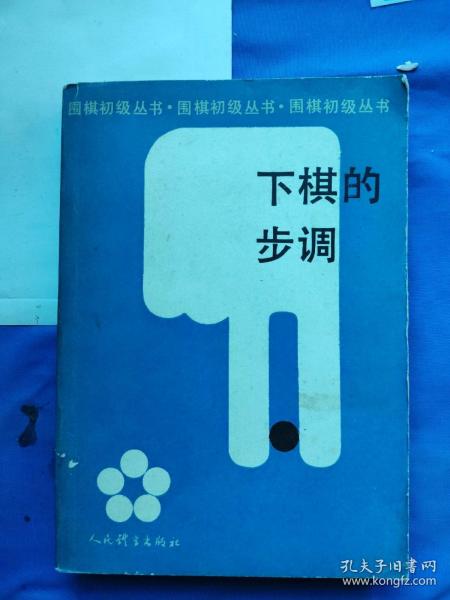 围棋初级丛书·围棋初级丛书·围棋初级丛书
下棋的
步调
人民体育出版社
孔夫子旧书网
www.kongfz.com